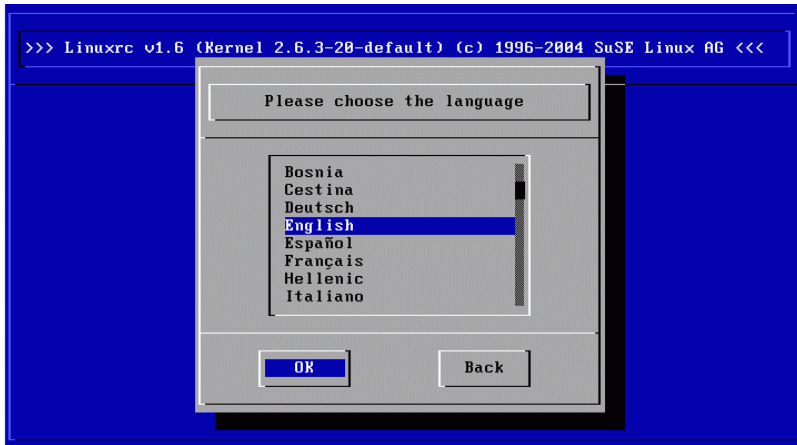 >>> Linuxrc v1.6 (Kernel 2.6.3-20-default) (c) 1996-2004 SuSE Linux AG <<<
Please choose the language
Bosnia
Cestina
Deutsch
English
Español
Français
Hellenic
Italiano
OK Back